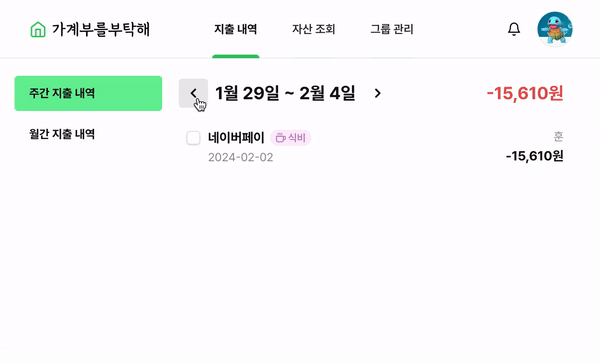 가계부를부탁해
지출 내역
자산 조회
그룹 관리
주간 지출 내역
월간 지출 내역
1월 29일 ~ 2월 4일
-15,610원
네이버페이
식비
훈
2024-02-02
-15,610원